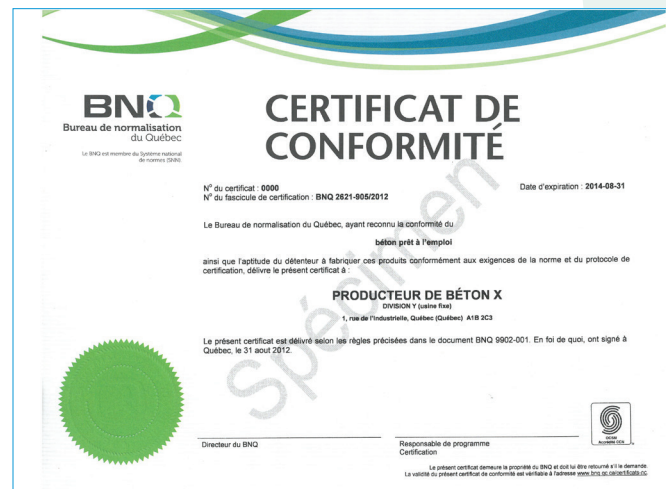 BNQ
Bureau de normalisation
du Québec
Le BNQ est membre du Système national
de normes (SNN).
CERTIFICAT DE
CONFORMITÉ
N° du certificat : 0000
N° du fascicule de certification : BNQ 2621-905/2012
Date d'expiration : 2014-08-31
Le Bureau de normalisation du Québec, ayant reconnu la conformité du
béton prêt à l'emploi
ainsi que l'aptitude du détenteur à fabriquer ces produits conformément aux exigences de la norme et du protocole de
certification, délivre le présent certificat à :
PRODUCTEUR DE BÉTON X
DIVISION Y (usine fixe)
1, rue de l'Industrielle, Québec (Québec) A1B 2C3
Le présent certificat est délivré selon les règles précisées dans le document BNQ 9902-001. En foi de quoi, ont signé à
Québec, le 31 aout 2012.
Spécimen
Directeur du BNQ
Responsable de programme
Certification
Accrédité CCN
Le présent certificat demeure la propriété du BNQ et doit lui être retourné s'il le demande.
La validité du présent certificat de conformité est vérifiable à l'adresse www.bnq.qc.ca/certificats-oc.